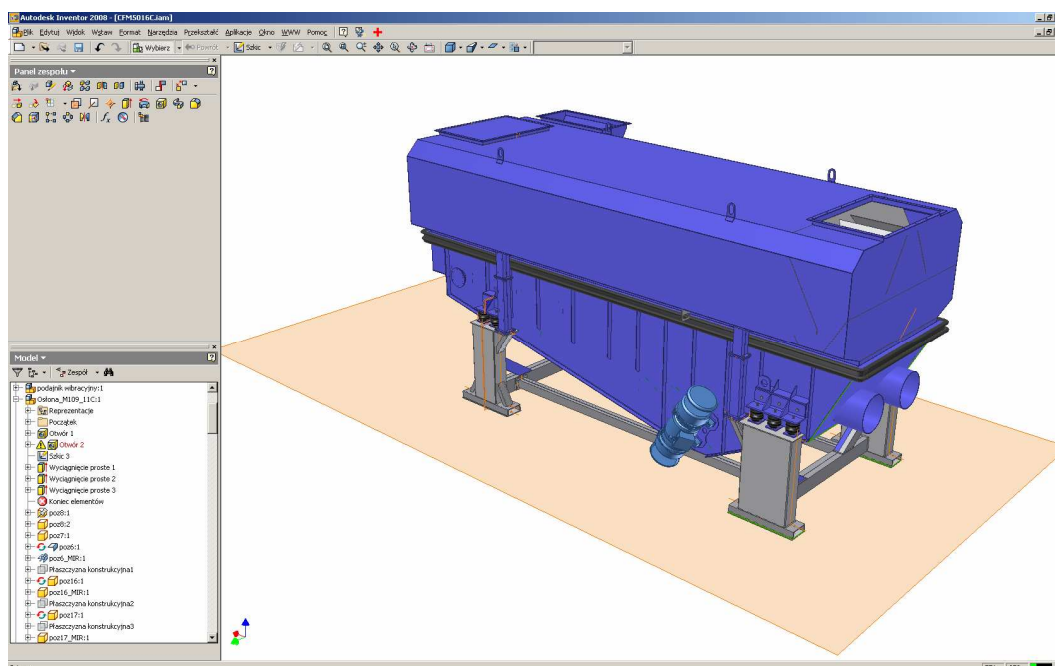 Autodesk Inventor 2008 - [CFM5016C.iam]
Plik Edytuj Widok Wstaw Format Narzędzia Przekształć Aplikacje Okno WWW Pomoc
Wybierz Powrót Szkic
Panel zespołu
Model
Zespół
podajnik wibracyjny:1
Osłona_M109_11C:1
Reprezentacje
Początek
Otwór 1
Otwór 2
Szkic 3
Wyciągnięcie proste 1
Wyciągnięcie proste 2
Wyciągnięcie proste 3
Koniec elementów
poz8:1
poz8:2
poz7:1
poz6:1
poz6_MIR:1
Płaszczyzna konstrukcyjna1
poz16:1
poz16_MIR:1
Płaszczyzna konstrukcyjna2
poz17:1
Płaszczyzna konstrukcyjna3
poz17_MIR:1